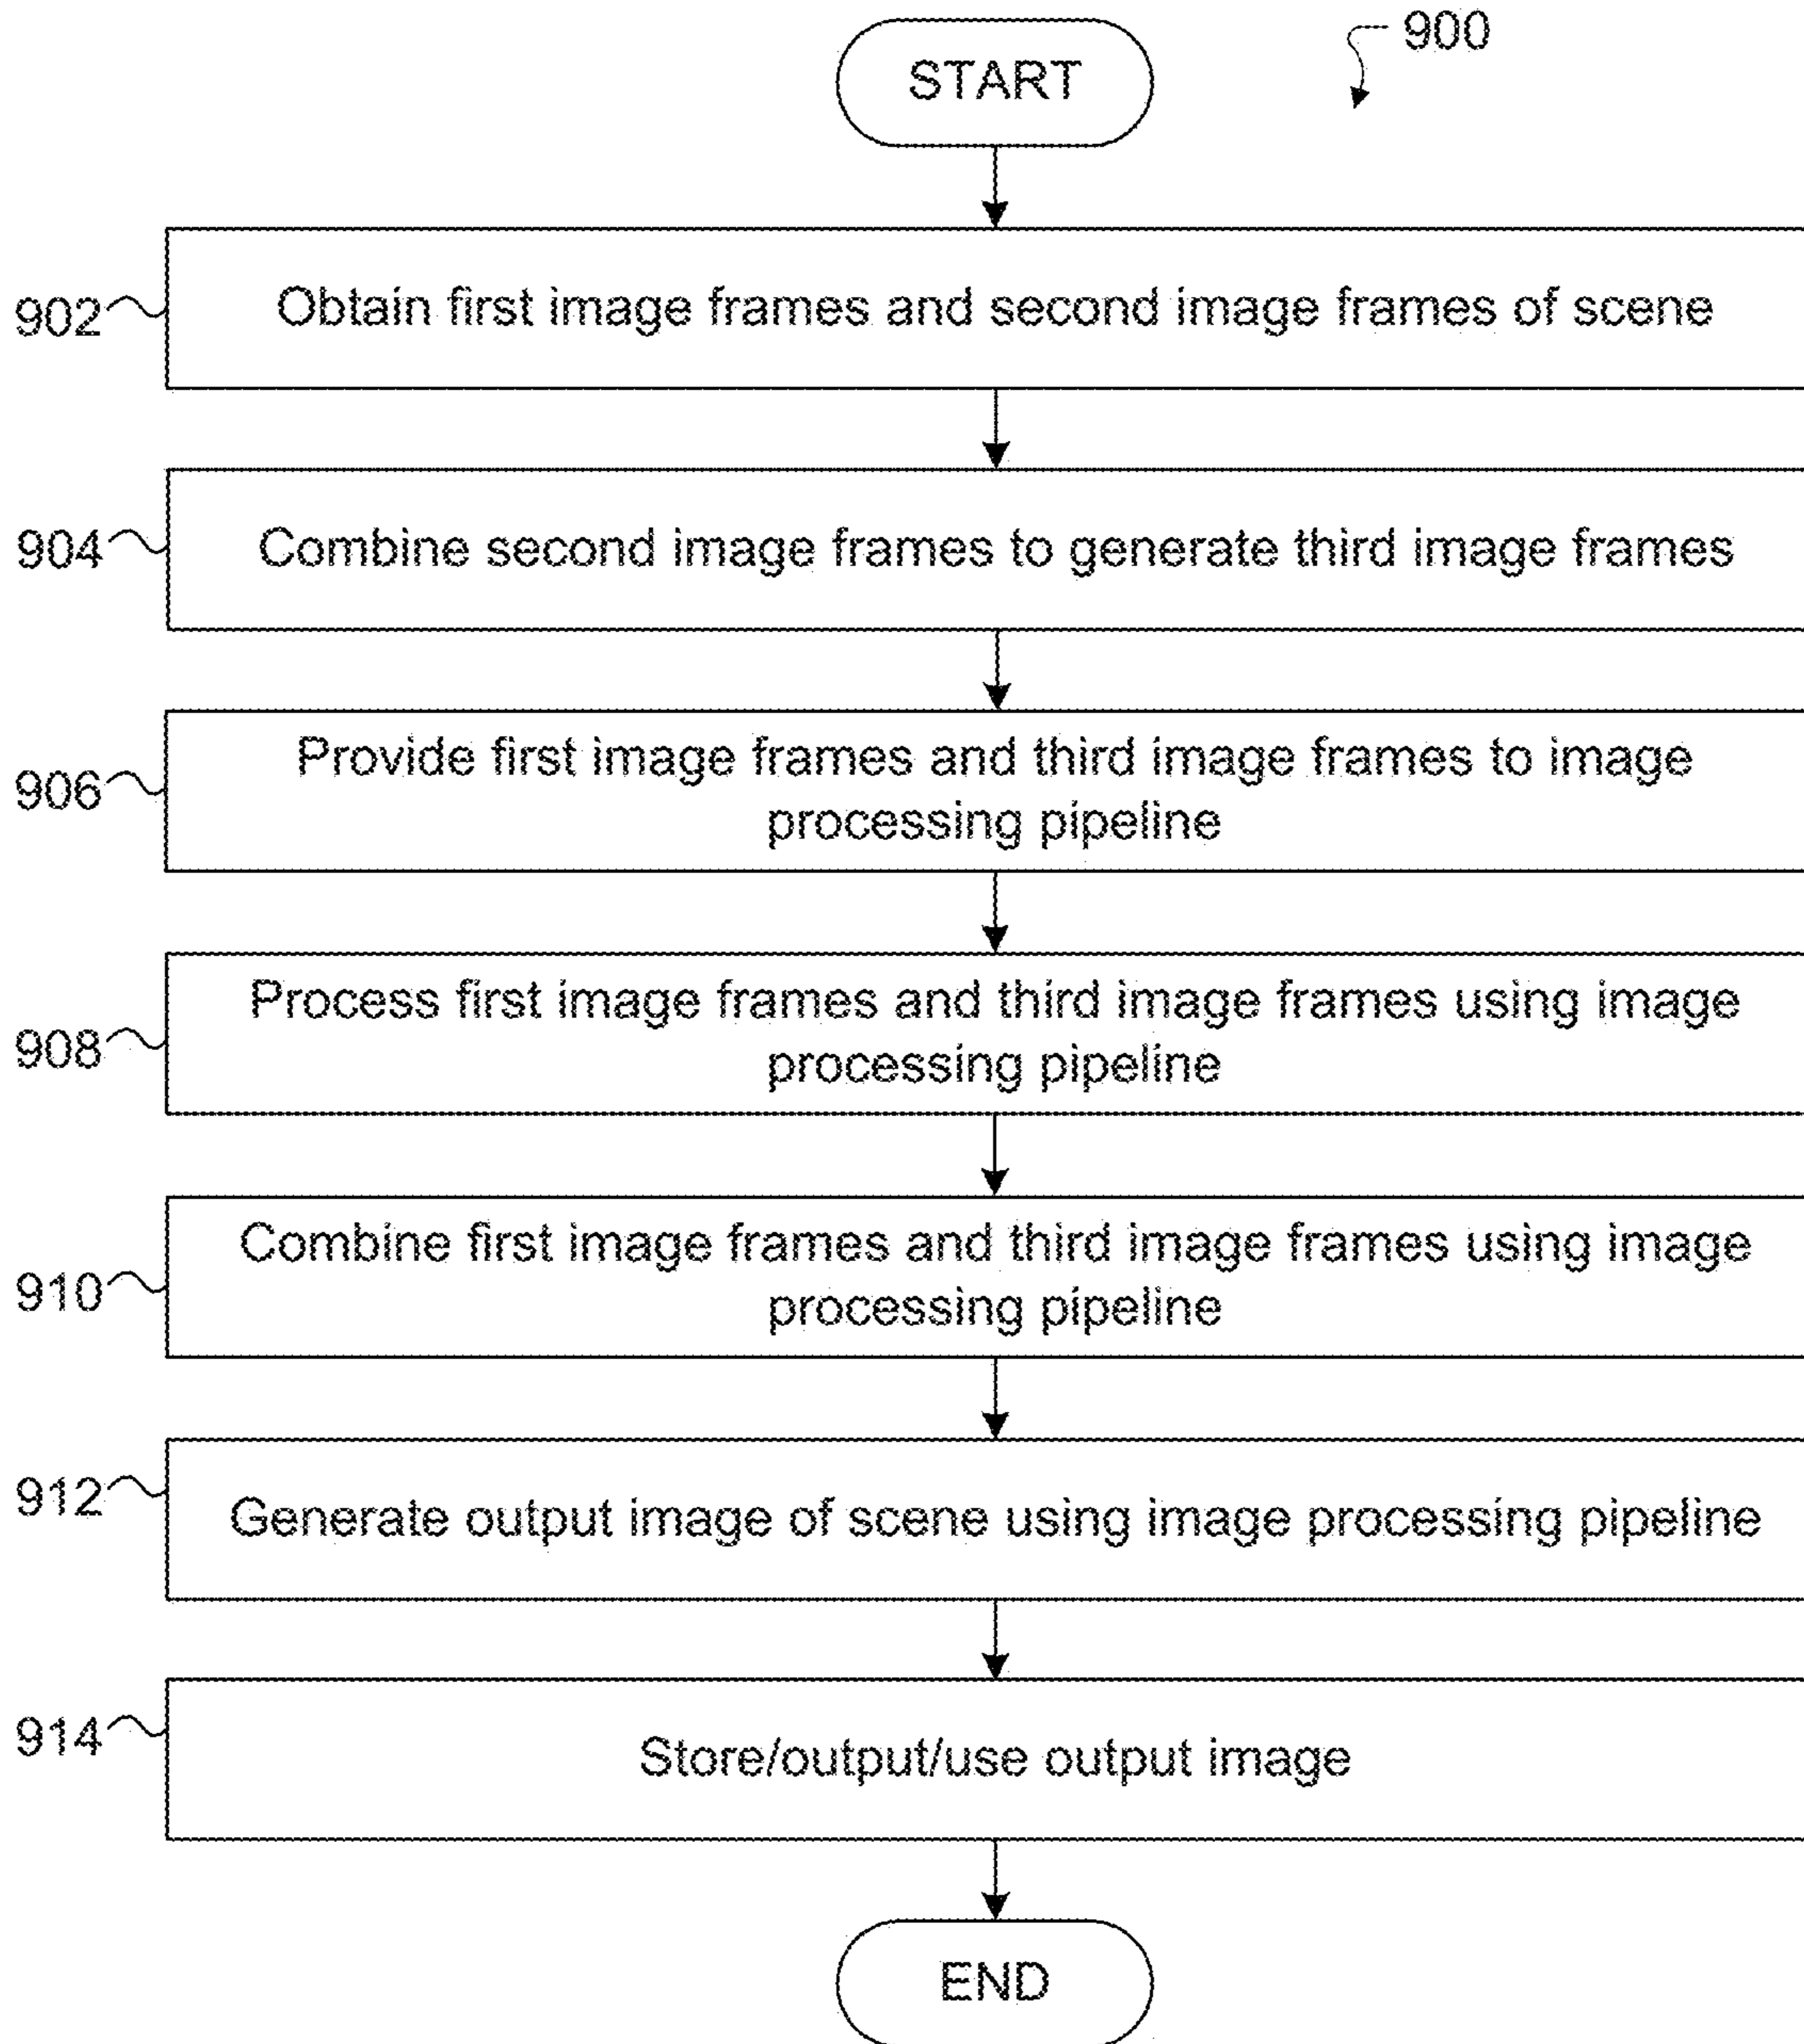 START
900
902
Obtain first image frames and second image frames of scene
904
Combine second image frames to generate third image frames
906
Provide first image frames and third image frames to image
processing pipeline
908
Process first image frames and third image frames using image
processing pipeline
910
Combine first image frames and third image frames using image
processing pipeline
912
Generate output image of scene using image processing pipeline
914
Store/output/use output image
END